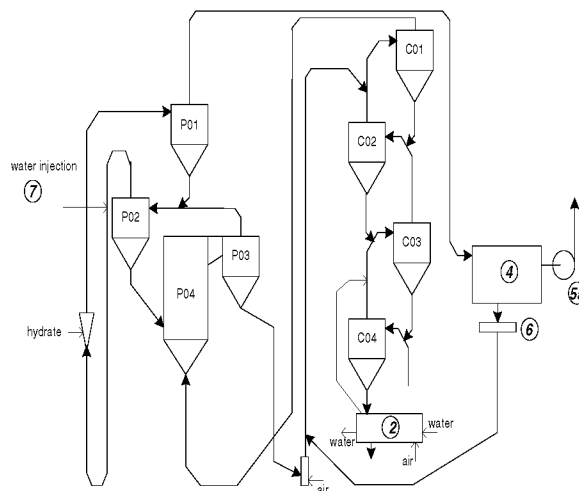 C01
P01
C02
water injection
7
P02
P03
C03
4
P04
5a
6
hydrate
C04
2
water
water
air
air